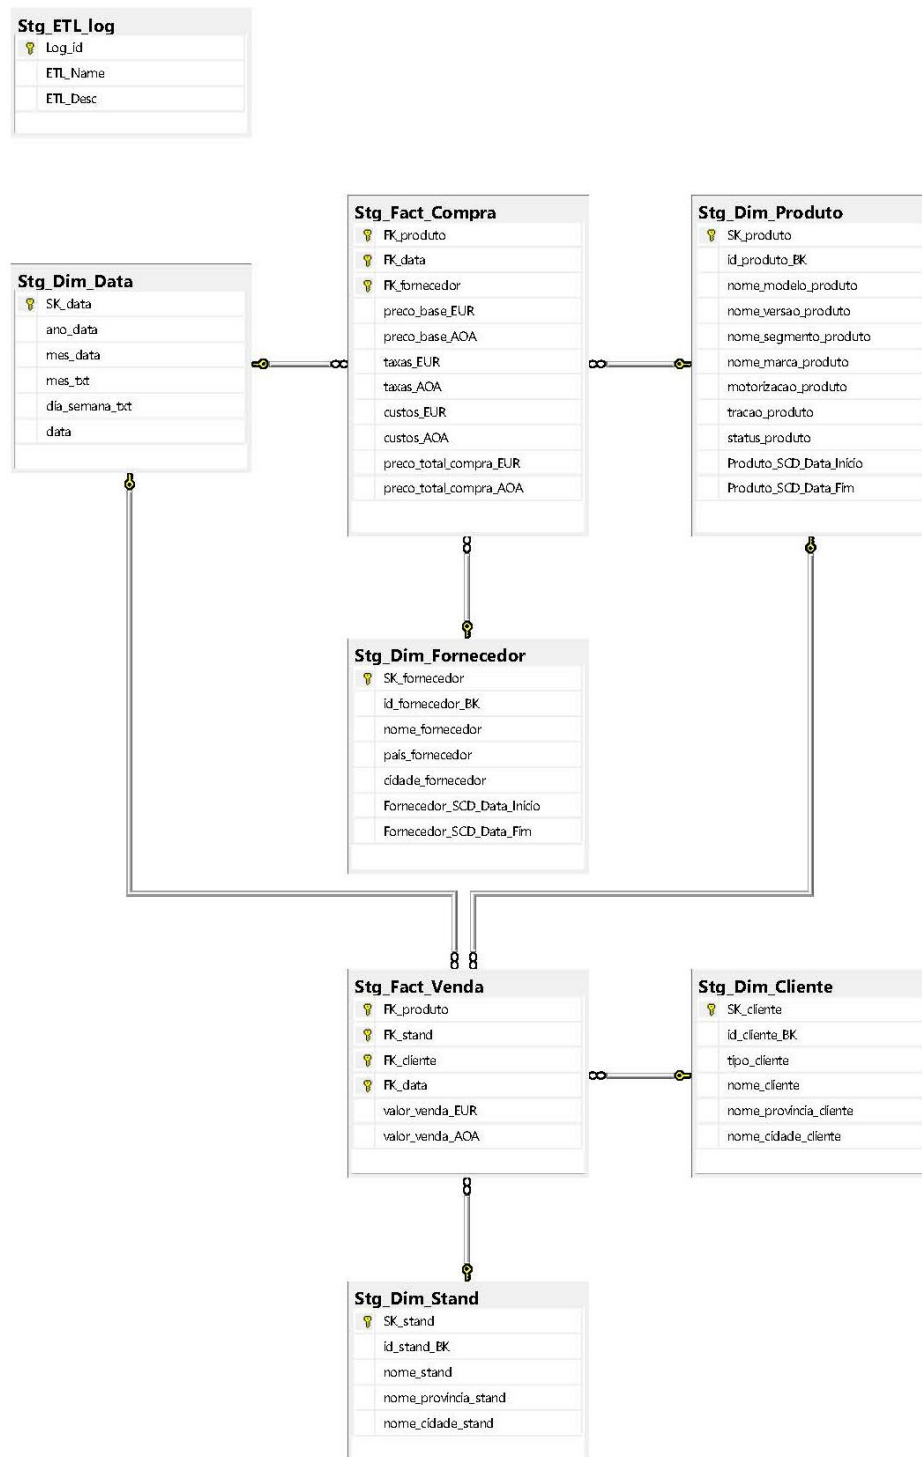 Stg_ETL_log
Log_id
ETL_Name
ETL_Desc
Stg_Fact_Compra
FK_produto
FK_data
FK_fornecedor
preco_base_EUR
preco_base_AOA
taxas_EUR
taxas_AOA
custos_EUR
custos_AOA
preco_total_compra_EUR
preco_total_compra_AOA
Stg_Dim_Produto
SK_produto
id_produto_BK
nome_modelo_produto
nome_versao_produto
nome_segmento_produto
nome_marca_produto
motorizacao_produto
tracao_produto
status_produto
Produto_SCD_Data_Inicio
Produto_SCD_Data_Fim
Stg_Dim_Data
SK_data
ano_data
mes_data
mes_txt
dia_semana_txt
data
Stg_Dim_Fornecedor
SK_fornecedor
id_fornecedor_BK
nome_fornecedor
pais_fornecedor
cidade_fornecedor
Fornecedor_SCD_Data_Inicio
Fornecedor_SCD_Data_Fim
Stg_Fact_Venda
FK_produto
FK_stand
FK_cliente
FK_data
valor_venda_EUR
valor_venda_AOA
Stg_Dim_Cliente
SK_cliente
id_cliente_BK
tipo_cliente
nome_cliente
nome_provincia_cliente
nome_cidade_cliente
Stg_Dim_Stand
SK_stand
id_stand_BK
nome_stand
nome_provincia_stand
nome_cidade_stand